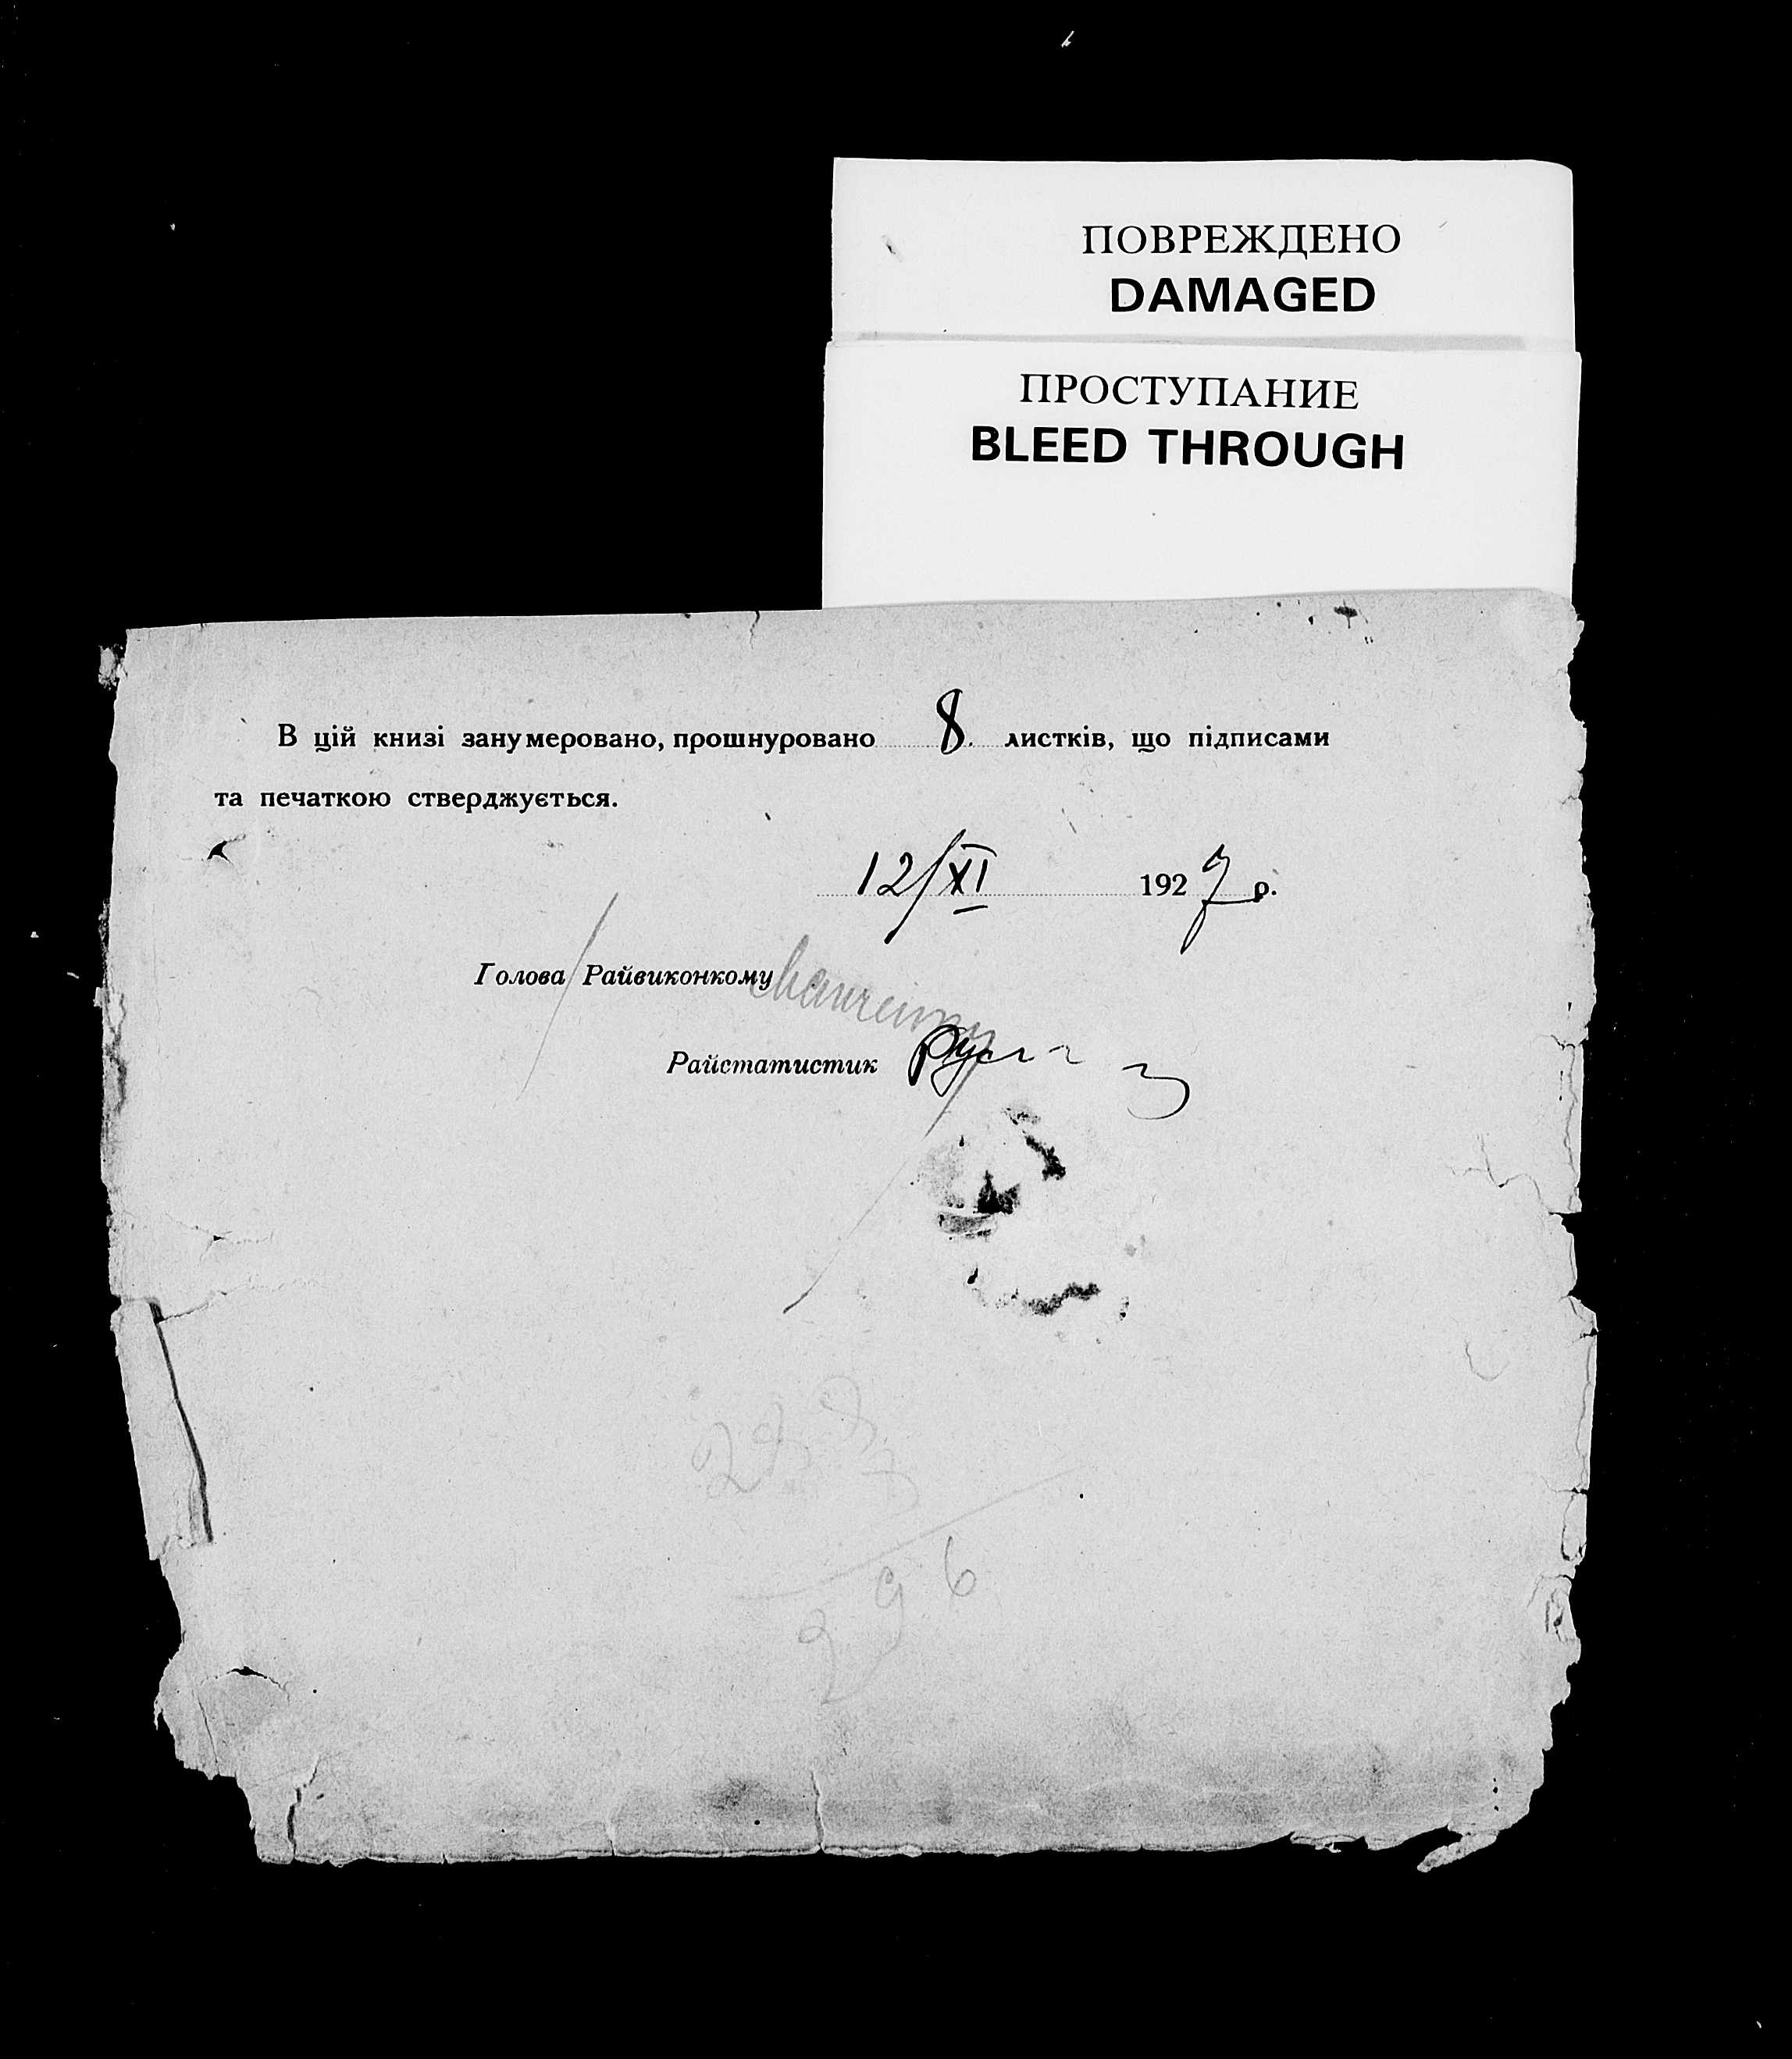 ПОВРЕЖДЕНО
DAMAGED
ПРОСТУПАНИЕ
BLEED THROUGH
В цій книзі занумеровано, прошнуровано 8 листків, що підписами
та печаткою стверджується.
12/XI 1927 р.
Голова Райвиконкому
Райстатистик
296